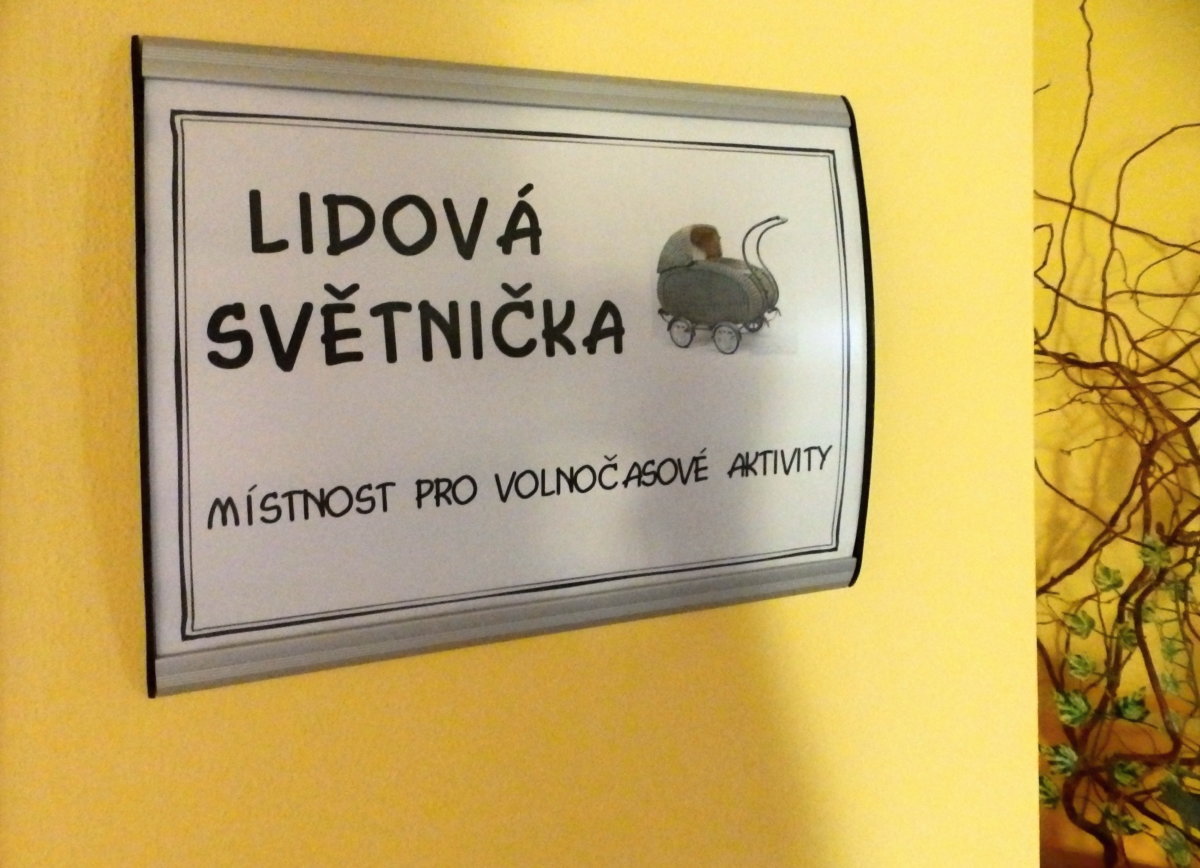 LIDOVÁ
SVĚTNIČKA
MÍSTNOST PRO VOLNOČASOVÉ AKTIVITY